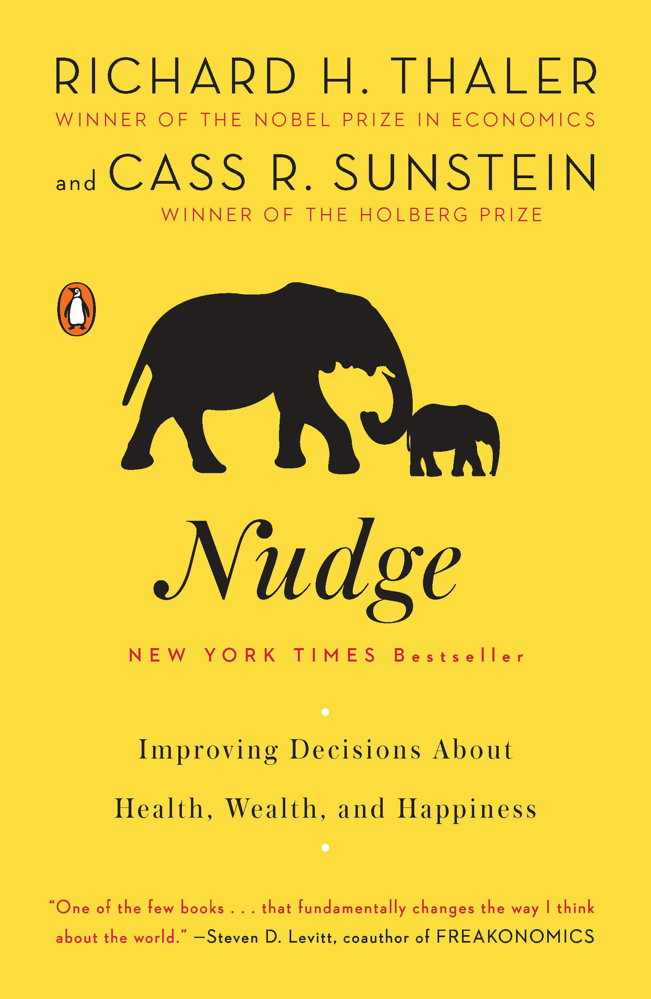 RICHARD H. THALER
WINNER OF THE NOBEL PRIZE IN ECONOMICS
and CASS R. SUNSTEIN
WINNER OF THE HOLBERG PRIZE
Nudge
NEW YORK TIMES Bestseller
Improving Decisions About
Health, Wealth, and Happiness
“One of the few books . . . that fundamentally changes the way I think
about the world.” —Steven D. Levitt, coauthor of FREAKONOMICS